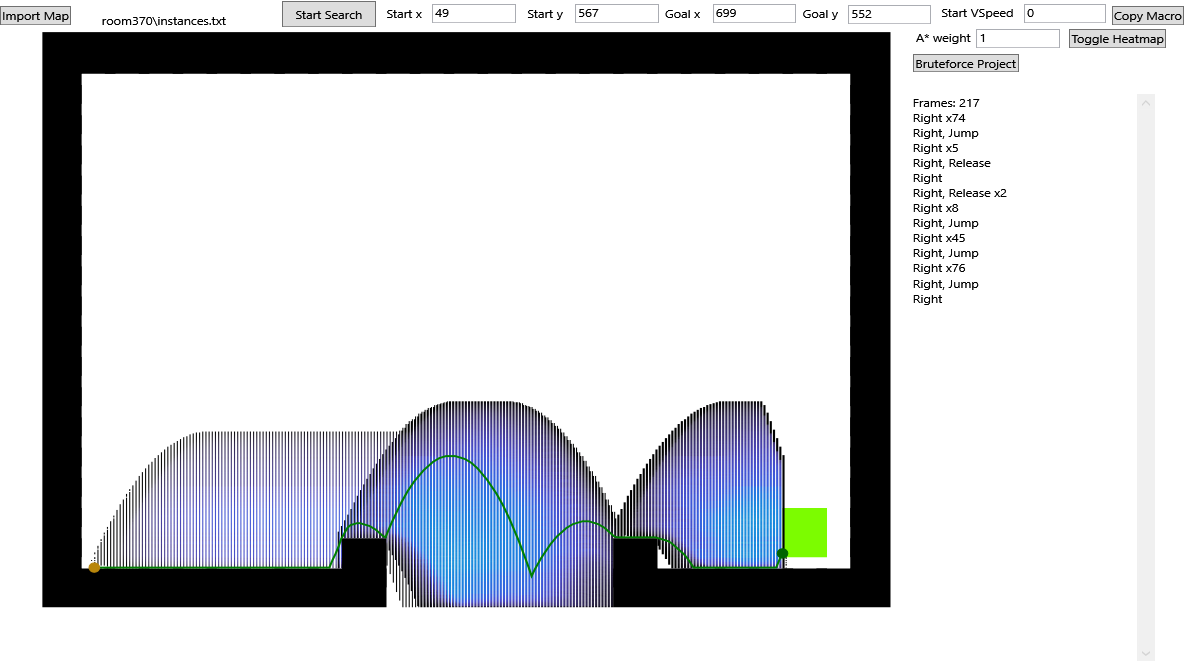 Import Map
room370\instances.txt
Start Search
Start x 49
Start y 567
Goal x 699
Goal y 552
Start VSpeed 0
Copy Macro
A* weight 1
Toggle Heatmap
Bruteforce Project
Frames: 217
Right x74
Right, Jump
Right x5
Right, Release
Right
Right, Release x2
Right x8
Right, Jump
Right x45
Right, Jump
Right x76
Right, Jump
Right